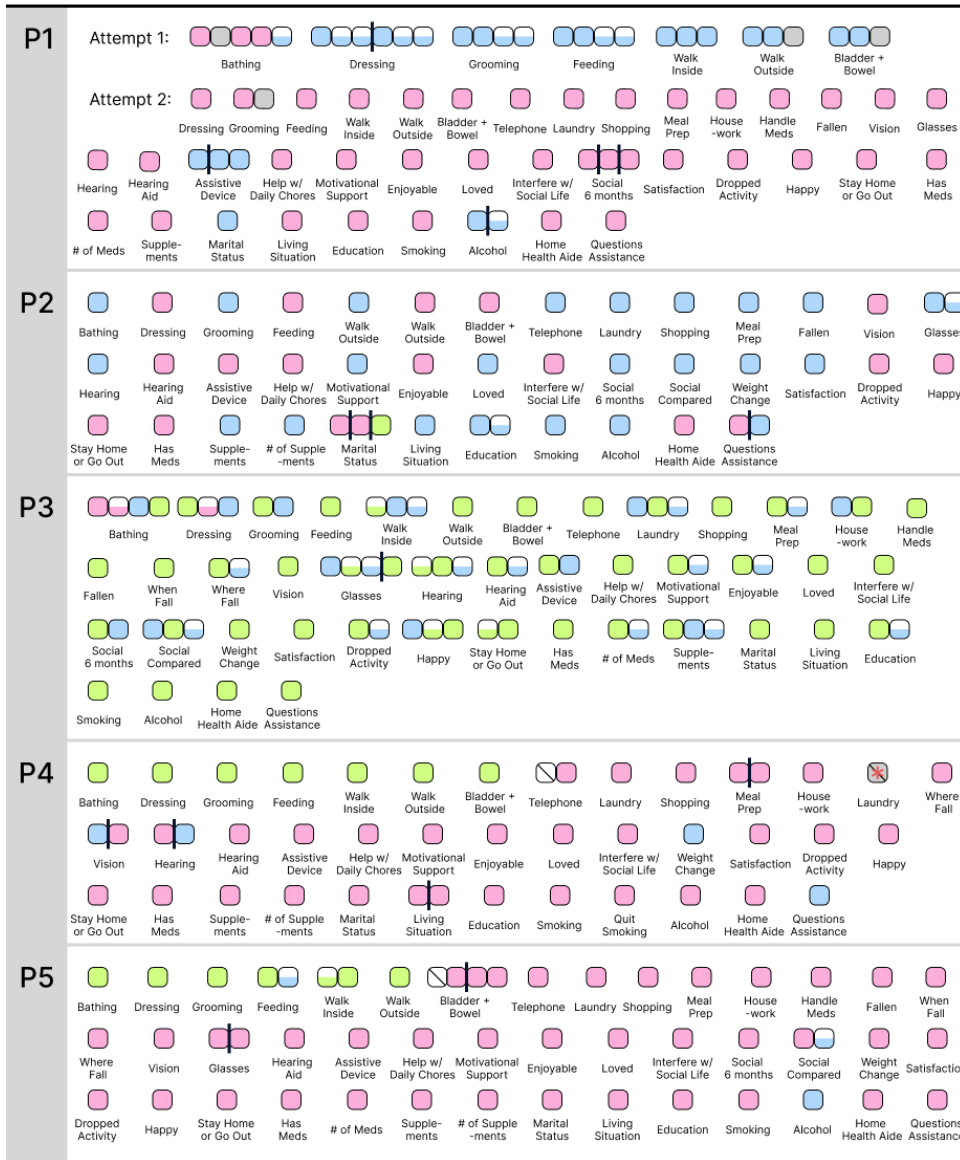 P1
Attempt 1:
Bathing Dressing Grooming Feeding Walk Inside Walk Outside Bladder + Bowel
Attempt 2:
Dressing Grooming Feeding Walk Inside Walk Outside Bladder + Bowel Telephone Laundry Shopping Meal Prep House -work Handle Meds Fallen Vision Glasses
Hearing Hearing Aid Assistive Device Help w/ Daily Chores Motivational Support Enjoyable Loved Interfere w/ Social Life Social 6 months Satisfaction Dropped Activity Happy Stay Home or Go Out Has Meds
# of Meds Supple- ments Marital Status Living Situation Education Smoking Alcohol Home Health Aide Questions Assistance
P2
Bathing Dressing Grooming Feeding Walk Outside Walk Outside Bladder + Bowel Telephone Laundry Shopping Meal Prep Fallen Vision Glasses
Hearing Hearing Aid Assistive Device Help w/ Daily Chores Motivational Support Enjoyable Loved Interfere w/ Social Life Social 6 months Social Compared Weight Change Satisfaction Dropped Activity Happy
Stay Home or Go Out Has Meds Supple- ments # of Supple -ments Marital Status Living Situation Education Smoking Alcohol Home Health Aide Questions Assistance
P3
Bathing Dressing Grooming Feeding Walk Inside Walk Outside Bladder + Bowel Telephone Laundry Shopping Meal Prep House -work Handle Meds
Fallen When Fall Where Fall Vision Glasses Hearing Hearing Aid Assistive Device Help w/ Daily Chores Motivational Support Enjoyable Loved Interfere w/ Social Life
Social 6 months Social Compared Weight Change Satisfaction Dropped Activity Happy Stay Home or Go Out Has Meds # of Meds Supple- ments Marital Status Living Situation Education
Smoking Alcohol Home Health Aide Questions Assistance
P4
Bathing Dressing Grooming Feeding Walk Inside Walk Outside Bladder + Bowel Telephone Laundry Shopping Meal Prep House -work Laundry Where Fall
Vision Hearing Hearing Aid Assistive Device Help w/ Daily Chores Motivational Support Enjoyable Loved Interfere w/ Social Life Weight Change Satisfaction Dropped Activity Happy
Stay Home or Go Out Has Meds Supple- ments # of Supple -ments Marital Status Living Situation Education Smoking Quit Smoking Alcohol Home Health Aide Questions Assistance
P5
Bathing Dressing Grooming Feeding Walk Inside Walk Outside Bladder + Bowel Telephone Laundry Shopping Meal Prep House -work Handle Meds Fallen When Fall
Where Fall Vision Glasses Hearing Aid Assistive Device Help w/ Daily Chores Motivational Support Enjoyable Loved Interfere w/ Social Life Social 6 months Social Compared Weight Change Satisfactio
Dropped Activity Happy Stay Home or Go Out Has Meds # of Meds Supple- ments # of Supple -ments Marital Status Living Situation Education Smoking Alcohol Home Health Aide Questions Assistance